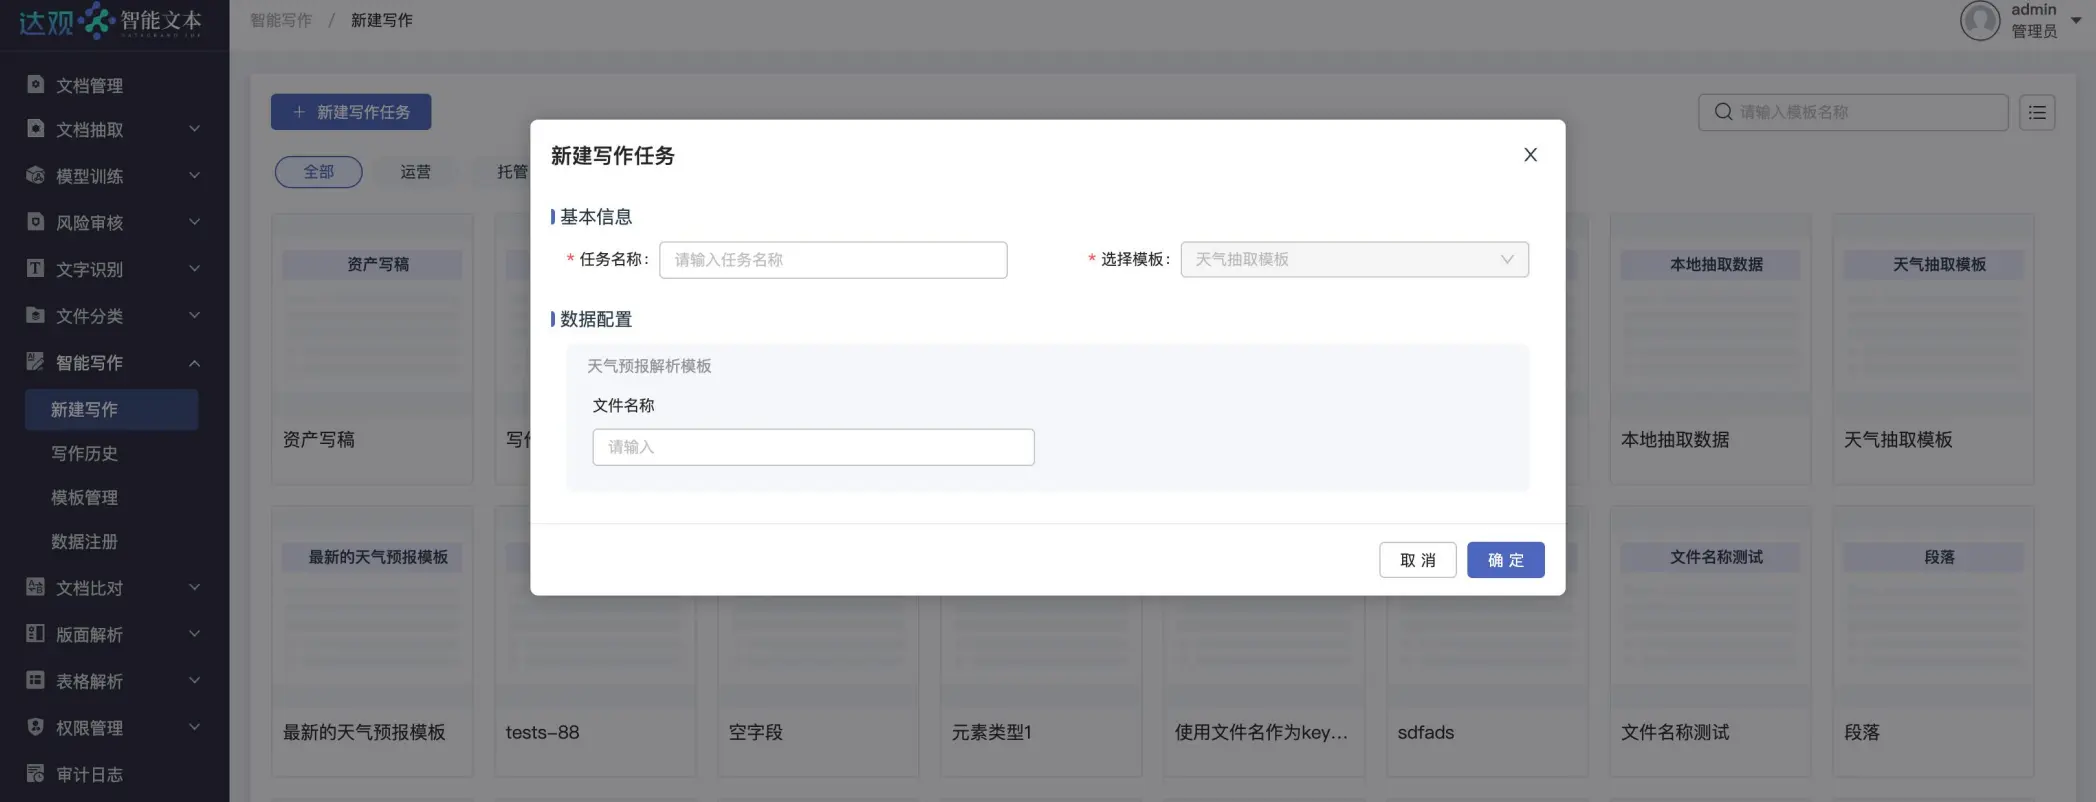 达观 智能文本
智能写作 / 新建写作
admin
管理员
文档管理
文档抽取
模型训练
风险审核
文字识别
文件分类
智能写作
新建写作
写作历史
模板管理
数据注册
文档比对
版面解析
表格解析
权限管理
审计日志
+ 新建写作任务
请输入模板名称
全部 运营 托管
资产写稿
资产写稿
写作
本地抽取数据
本地抽取数据
天气抽取模板
天气抽取模板
新建写作任务
基本信息
* 任务名称: 请输入任务名称
* 选择模板: 天气抽取模板
数据配置
天气预报解析模板
文件名称
请输入
取消 确定
最新的天气预报模板
最新的天气预报模板
tests-88
空字段
元素类型1
使用文件名作为key...
sdfads
文件名称测试
文件名称测试
段落
段落